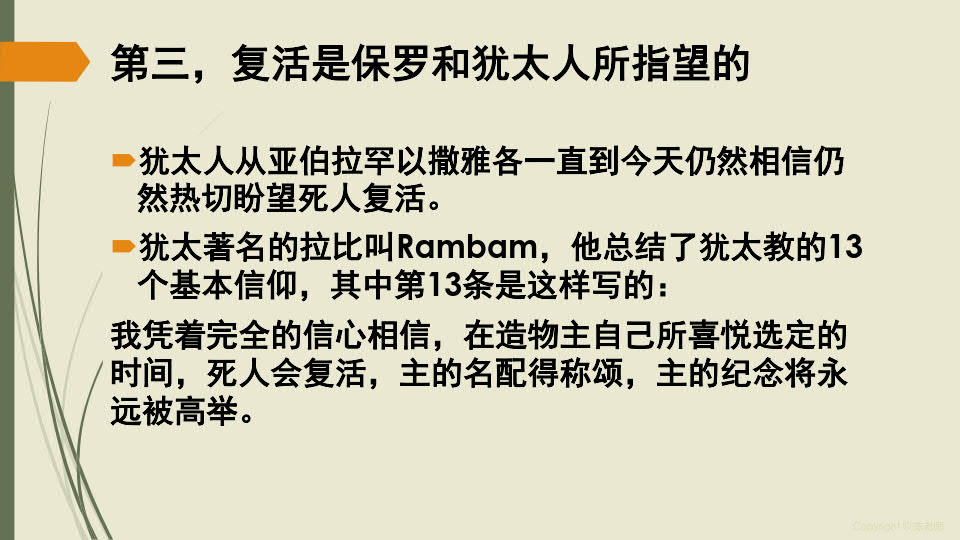 第三，复活是保罗和犹太人所指望的
犹太人从亚伯拉罕以撒雅各一直到今天仍然相信仍
然热切盼望死人复活。
犹太著名的拉比叫Rambam，他总结了犹太教的13
个基本信仰，其中第13条是这样写的：
我凭着完全的信心相信，在造物主自己所喜悦选定的
时间，死人会复活，主的名配得称颂，主的纪念将永
远被高举。